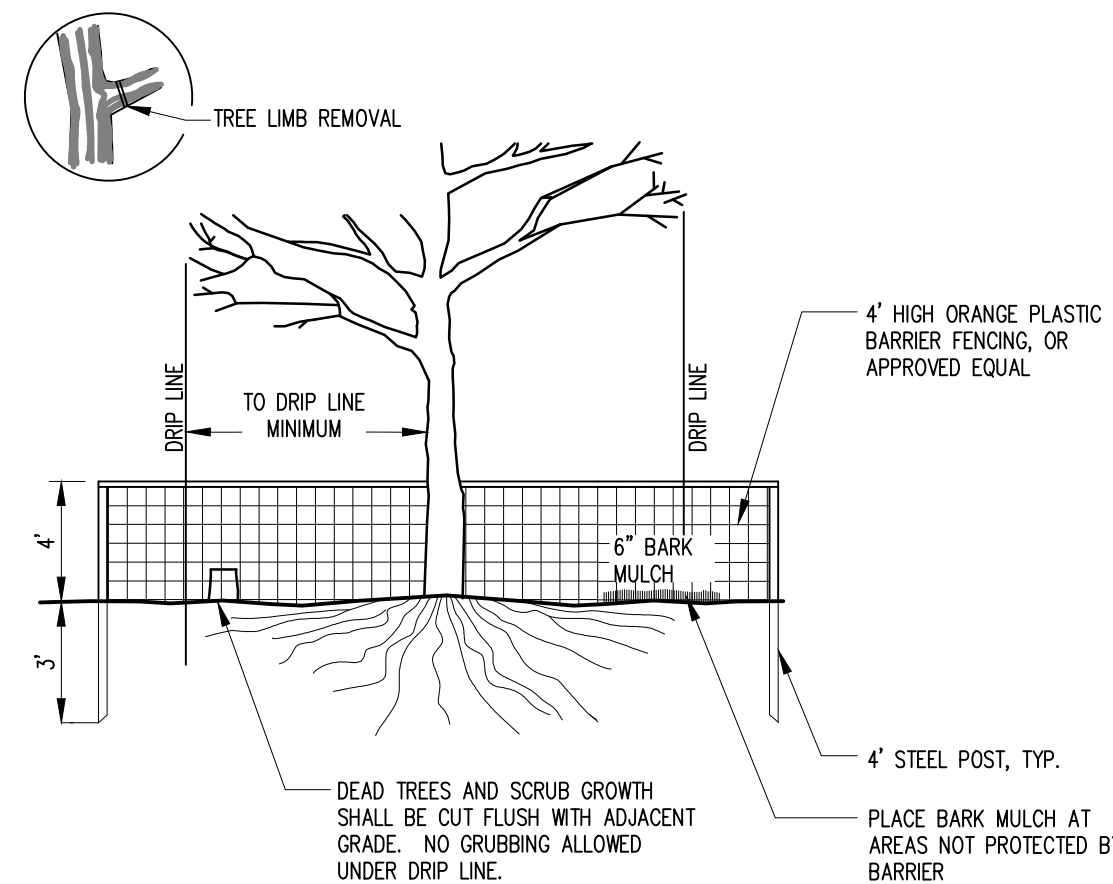 TREE LIMB REMOVAL
4' HIGH ORANGE PLASTIC
BARRIER FENCING, OR
APPROVED EQUAL
DRIP LINE
TO DRIP LINE
MINIMUM
DRIP LINE
4'
6" BARK
MULCH
3'
4' STEEL POST, TYP.
DEAD TREES AND SCRUB GROWTH
SHALL BE CUT FLUSH WITH ADJACENT
GRADE. NO GRUBBING ALLOWED
UNDER DRIP LINE.
PLACE BARK MULCH AT
AREAS NOT PROTECTED BY
BARRIER